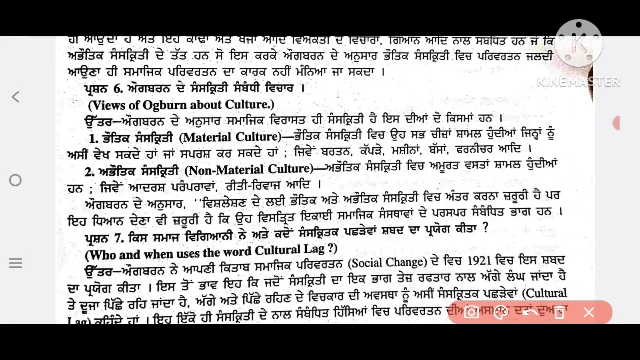 ਹੀ ਆਉਂਦਾ ਹੈ ਅਤੇ ਇਹ ਕਾਢਾਂ ਅਤੇ ਖੋਜਾਂ ਆਦਿ ਵਿਅਕਤੀ ਦੇ ਵਿਚਾਰਾਂ, ਗਿਆਨ ਆਦਿ ਨਾਲ ਸੰਬੰਧਿਤ ਹਨ ਜੋ ਕਿ
ਅਭੌਤਿਕ ਸੰਸਕ੍ਰਿਤੀ ਦੇ ਤੱਤ ਹਨ ਸੋ ਇਸ ਕਰਕੇ ਔਗਬਰਨ ਦੇ ਅਨੁਸਾਰ ਭੌਤਿਕ ਸੰਸਕ੍ਰਿਤੀ ਵਿਚ ਪਰਿਵਰਤਨ ਜਲਦੀ
ਆਉਣਾ ਹੀ ਸਮਾਜਿਕ ਪਰਿਵਰਤਨ ਦਾ ਕਾਰਕ ਨਹੀਂ ਮੰਨਿਆ ਜਾ ਸਕਦਾ।
KINEMASTER
ਪ੍ਰਸ਼ਨ 6. ਔਗਬਰਨ ਦੇ ਸੰਸਕ੍ਰਿਤੀ ਸੰਬੰਧੀ ਵਿਚਾਰ।
(Views of Ogburn about Culture.)
ਉੱਤਰ—ਔਗਬਰਨ ਦੇ ਅਨੁਸਾਰ ਸਮਾਜਿਕ ਵਿਰਾਸਤ ਹੀ ਸੰਸਕ੍ਰਿਤੀ ਹੈ ਇਸ ਦੀਆਂ ਦੋ ਕਿਸਮਾਂ ਹਨ।
1. ਭੌਤਿਕ ਸੰਸਕ੍ਰਿਤੀ (Material Culture)—ਭੌਤਿਕ ਸੰਸਕ੍ਰਿਤੀ ਵਿਚ ਉਹ ਸਭ ਚੀਜ਼ਾਂ ਸ਼ਾਮਲ ਹੁੰਦੀਆਂ ਜਿਨ੍ਹਾਂ ਨੂੰ
ਅਸੀਂ ਵੇਖ ਸਕਦੇ ਹਾਂ ਜਾਂ ਸਪਰਸ਼ ਕਰ ਸਕਦੇ ਹਾਂ; ਜਿਵੇਂ ਬਰਤਨ, ਕੱਪੜੇ, ਮਸ਼ੀਨਾਂ, ਬੱਸਾਂ, ਫਰਨੀਚਰ ਆਦਿ।
2. ਅਭੌਤਿਕ ਸੰਸਕ੍ਰਿਤੀ (Non-Material Culture)—ਅਭੌਤਿਕ ਸੰਸਕ੍ਰਿਤੀ ਵਿਚ ਅਮੂਰਤ ਵਸਤਾਂ ਸ਼ਾਮਲ ਹੁੰਦੀਆਂ
ਹਨ; ਜਿਵੇਂ ਆਦਰਸ਼ ਪਰੰਪਰਾਵਾਂ, ਰੀਤੀ-ਰਿਵਾਜ ਆਦਿ।
ਔਗਬਰਨ ਦੇ ਅਨੁਸਾਰ, "ਵਿਸ਼ਲੇਸ਼ਣ ਦੇ ਲਈ ਭੌਤਿਕ ਅਤੇ ਅਭੌਤਿਕ ਸੰਸਕ੍ਰਿਤੀ ਵਿਚ ਅੰਤਰ ਕਰਨਾ ਜ਼ਰੂਰੀ ਹੈ ਪਰ
ਇਹ ਧਿਆਨ ਦੇਣਾ ਵੀ ਜ਼ਰੂਰੀ ਹੈ ਕਿ ਉਹ ਵਿਸਤ੍ਰਿਤ ਇਕਾਈ ਸਮਾਜਿਕ ਸੰਸਥਾਵਾਂ ਦੇ ਪਰਸਪਰ ਸੰਬੰਧਿਤ ਭਾਗ ਹਨ।
ਪ੍ਰਸ਼ਨ 7. ਕਿਸ ਸਮਾਜ ਵਿਗਿਆਨੀ ਨੇ ਅਤੇ ਕਦੋਂ ਸੰਸਕ੍ਰਿਤਕ ਪਛੜੇਵਾਂ ਸ਼ਬਦ ਦਾ ਪ੍ਰਯੋਗ ਕੀਤਾ?
(Who and when uses the word Cultural Lag?)
ਉੱਤਰ—ਔਗਬਰਨ ਨੇ ਆਪਣੀ ਕਿਤਾਬ ਸਮਾਜਿਕ ਪਰਿਵਰਤਨ (Social Change) ਦੇ ਵਿਚ 1921 ਵਿਚ ਇਸ ਸ਼ਬਦ
ਦਾ ਪ੍ਰਯੋਗ ਕੀਤਾ। ਇਸ ਤੋਂ ਭਾਵ ਇਹ ਕਿ ਜਦੋਂ ਸੰਸਕ੍ਰਿਤੀ ਦਾ ਇਕ ਭਾਗ ਤੇਜ਼ ਰਫਤਾਰ ਨਾਲ ਅੱਗੇ ਲੰਘ ਜਾਂਦਾ ਹੈ
ਤੇ ਦੂਜਾ ਪਿੱਛੇ ਰਹਿ ਜਾਂਦਾ ਹੈ, ਅੱਗੇ ਅਤੇ ਪਿੱਛੇ ਰਹਿਣ ਦੇ ਵਿਚਕਾਰ ਦੀ ਅਵਸਥਾ ਨੂੰ ਅਸੀਂ ਸੰਸਕ੍ਰਿਤਕ ਪਛੜੇਵਾਂ (Cultural
Lag) ਕਹਿੰਦੇ ਹਾਂ। ਇਹ ਇੱਕੋ ਹੀ ਸੰਸਕ੍ਰਿਤੀ ਦੇ ਨਾਲ ਸੰਬੰਧਿਤ ਹਿੱਸਿਆਂ ਵਿਚ ਪਰਿਵਰਤਨ ਦੀਆਂ ਅਸਮਾਨ ਦਰਾਂ